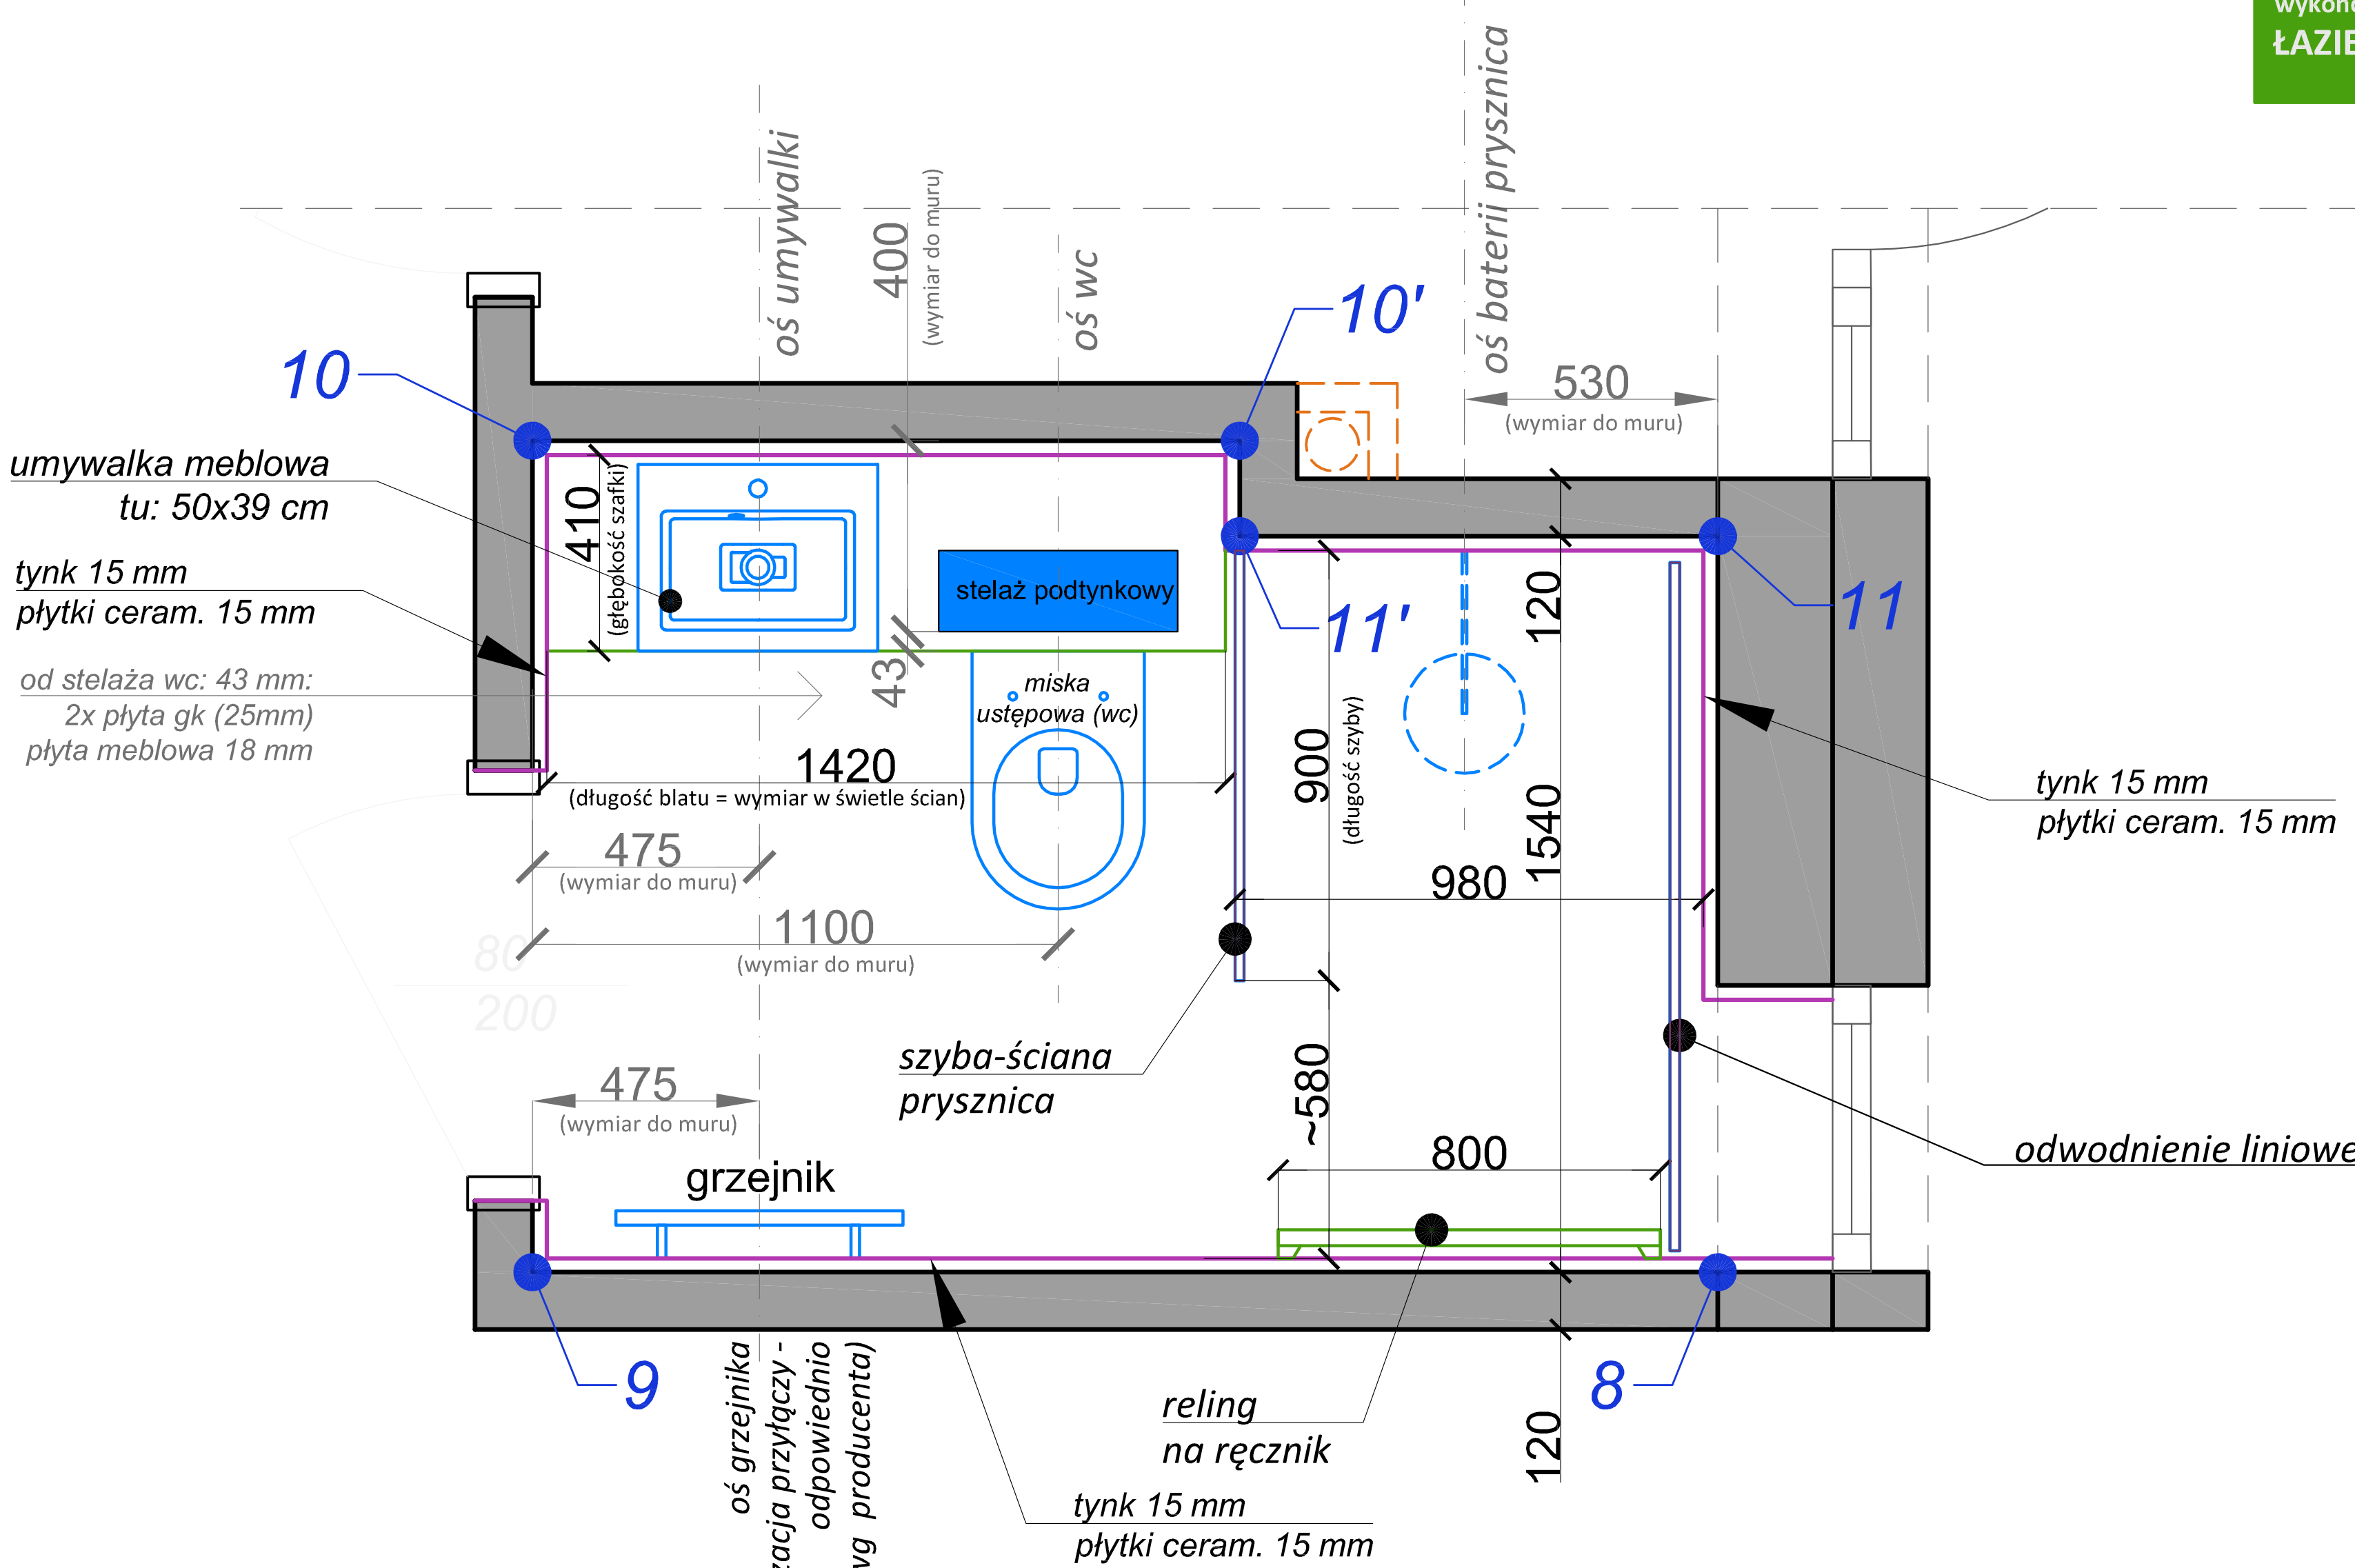 ŁAZIE
oś umywalki
400
(wymiar do muru)
oś wc
oś baterii prysznica
10'
530
(wymiar do muru)
10
umywalka meblowa
tu: 50x39 cm
410
(głębokość szafki)
tynk 15 mm
płytki ceram. 15 mm
stelaż podtynkowy
11'
120
11
od stelaża wc: 43 mm:
2x płyta gk (25mm)
płyta meblowa 18 mm
43
miska
ustępowa (wc)
1420
(długość blatu = wymiar w świetle ścian)
900
(długość szyby)
1540
tynk 15 mm
płytki ceram. 15 mm
475
(wymiar do muru)
980
1100
(wymiar do muru)
80
200
szyba-ściana
prysznica
475
(wymiar do muru)
~580
800
odwodnienie liniowe
grzejnik
9
8
oś grzejnika
zacja przyłączy -
odpowiednio
wg producenta)
reling
na ręcznik
120
tynk 15 mm
płytki ceram. 15 mm